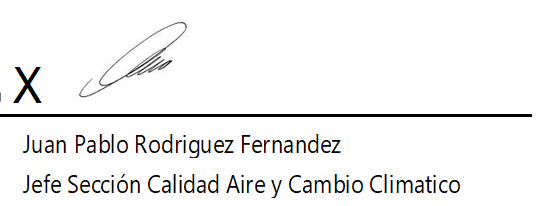 X
Juan Pablo Rodriguez Fernandez
Jefe Sección Calidad Aire y Cambio Climatico